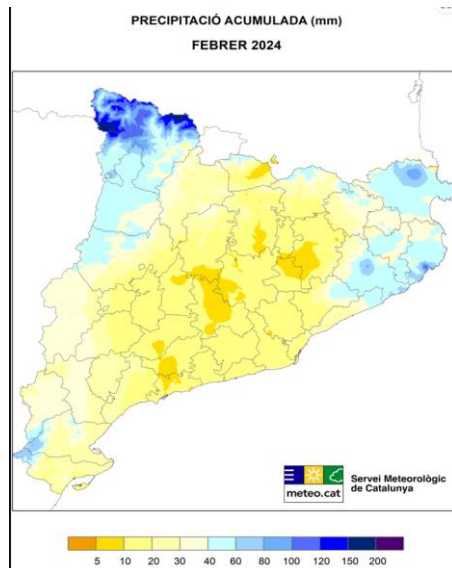 PRECIPITACIÓ ACUMULADA (mm)
FEBRER 2024
meteo.cat
Servei Meteorològic
de Catalunya
5 10 20 30 40 60 80 100 120 150 200